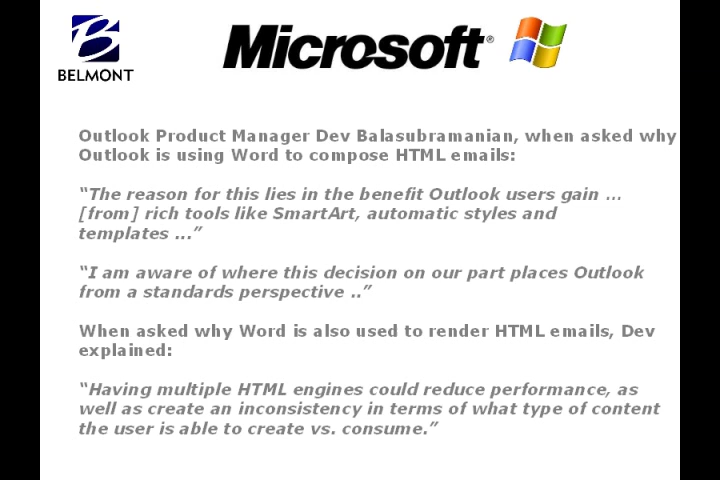 BELMONT
Microsoft®
Outlook Product Manager Dev Balasubramanian, when asked why
Outlook is using Word to compose HTML emails:
“The reason for this lies in the benefit Outlook users gain ...
[from] rich tools like SmartArt, automatic styles and
templates ...”
“I am aware of where this decision on our part places Outlook
from a standards perspective ..”
When asked why Word is also used to render HTML emails, Dev
explained:
“Having multiple HTML engines could reduce performance, as
well as create an inconsistency in terms of what type of content
the user is able to create vs. consume.”